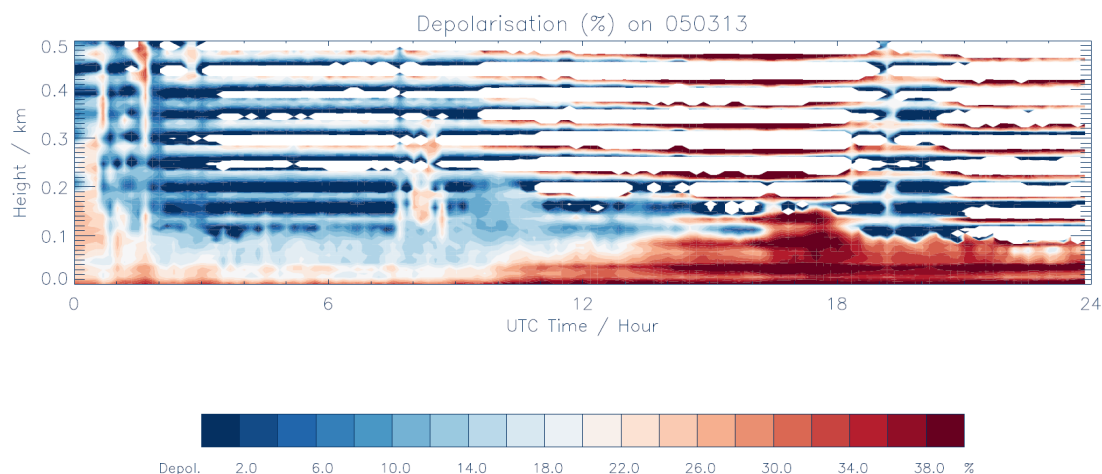 Depolarisation (%) on 050313
0.5
0.4
0.3
0.2
0.1
0.0
Height / km
0 6 12 18 24
UTC Time / Hour
Depol. 2.0 6.0 10.0 14.0 18.0 22.0 26.0 30.0 34.0 38.0 %